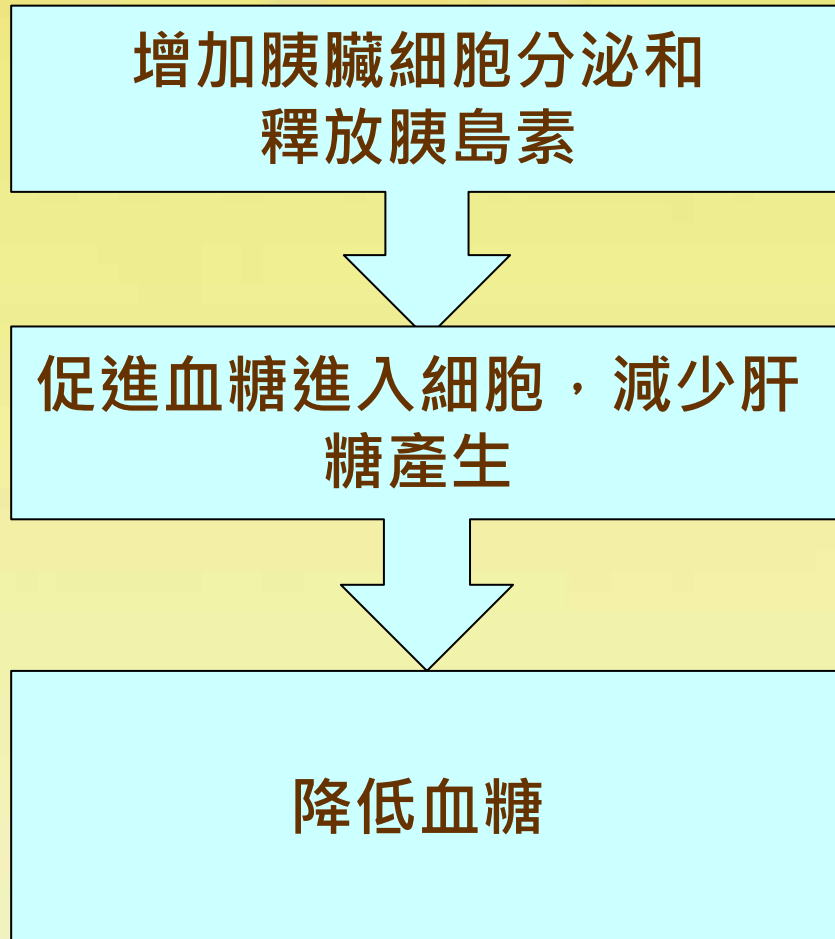 增加胰臟細胞分泌和
釋放胰島素
促進血糖進入細胞，減少肝
糖產生
降低血糖